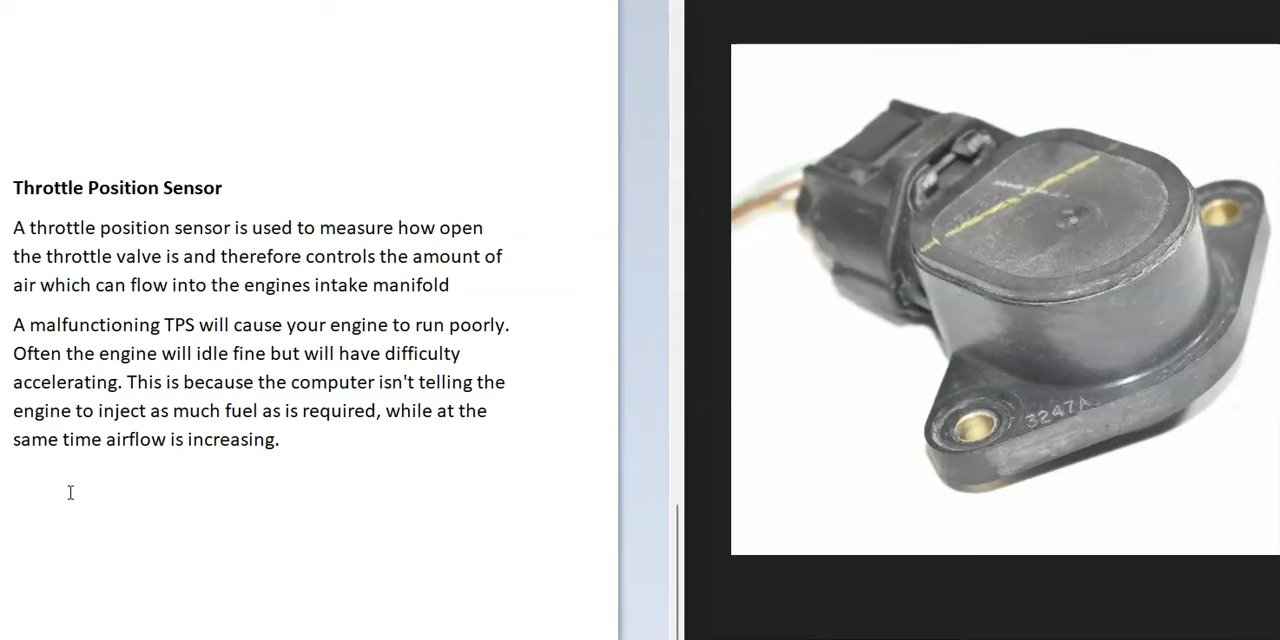 Throttle Position Sensor
A throttle position sensor is used to measure how open
the throttle valve is and therefore controls the amount of
air which can flow into the engines intake manifold
A malfunctioning TPS will cause your engine to run poorly.
Often the engine will idle fine but will have difficulty
accelerating. This is because the computer isn't telling the
engine to inject as much fuel as is required, while at the
same time airflow is increasing.
3247A